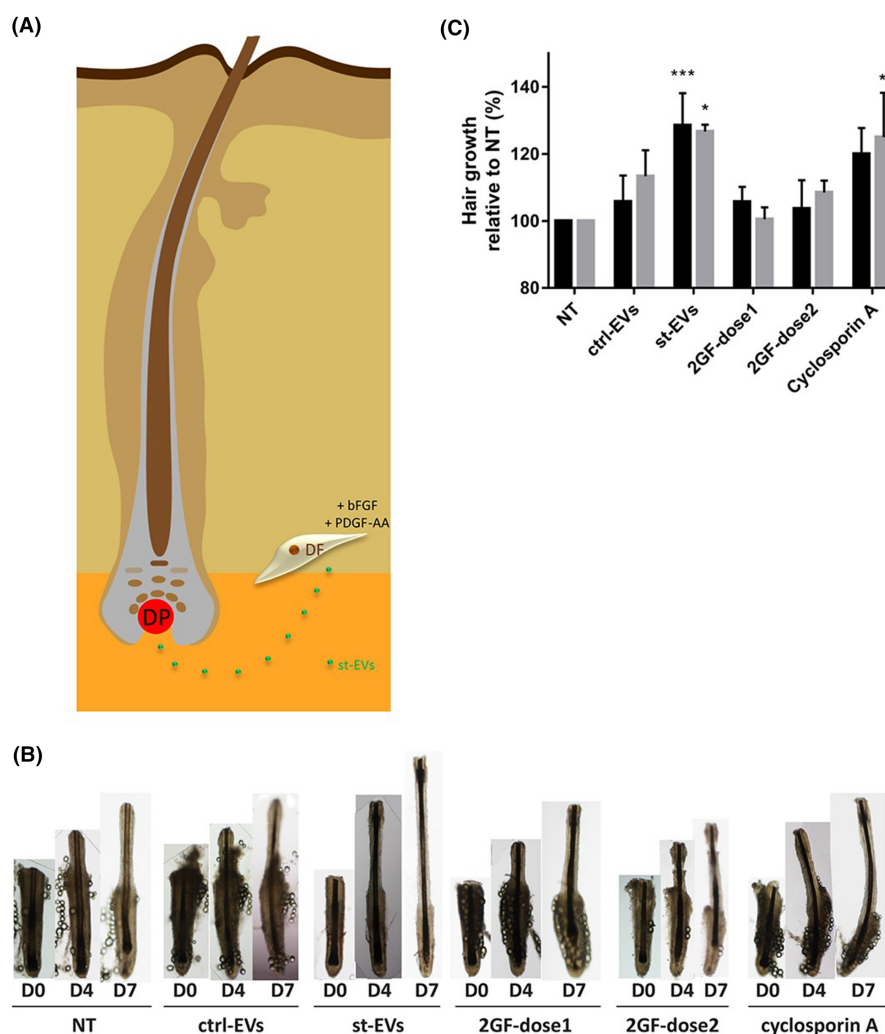 (A)
+ bFGF
+ PDGF-AA
DF
DP
st-EVs
(C)
Hair growth
relative to NT (%)
140
120
100
80
***
*
*
NT
ctrl-EVs
st-EVs
2GF-dose1
2GF-dose2
Cyclosporin A
(B)
D0 D4 D7 D0 D4 D7 D0 D4 D7 D0 D4 D7 D0 D4 D7 D0 D4 D7
NT ctrl-EVs st-EVs 2GF-dose1 2GF-dose2 cyclosporin A